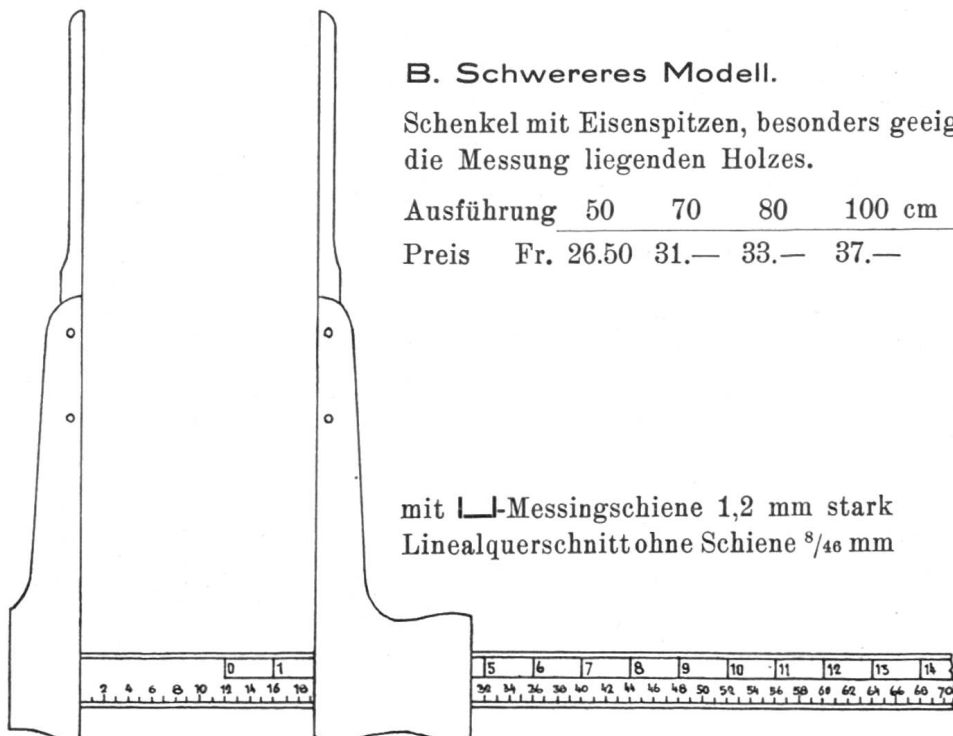 B. Schwereres Modell.
Schenkel mit Eisenspitzen, besonders geeig
die Messung liegenden Holzes.
Ausführung 50 70 80 100 cm
Preis Fr. 26.50 31.— 33.— 37.—
mit -Messingschiene 1,2 mm stark
Linealquerschnitt ohne Schiene 8/46 mm
0 1 5 6 7 8 9 10 11 12 13 14
2 4 6 8 10 12 14 16 18 32 34 36 38 40 42 44 46 48 50 52 54 56 58 60 62 64 66 68 70